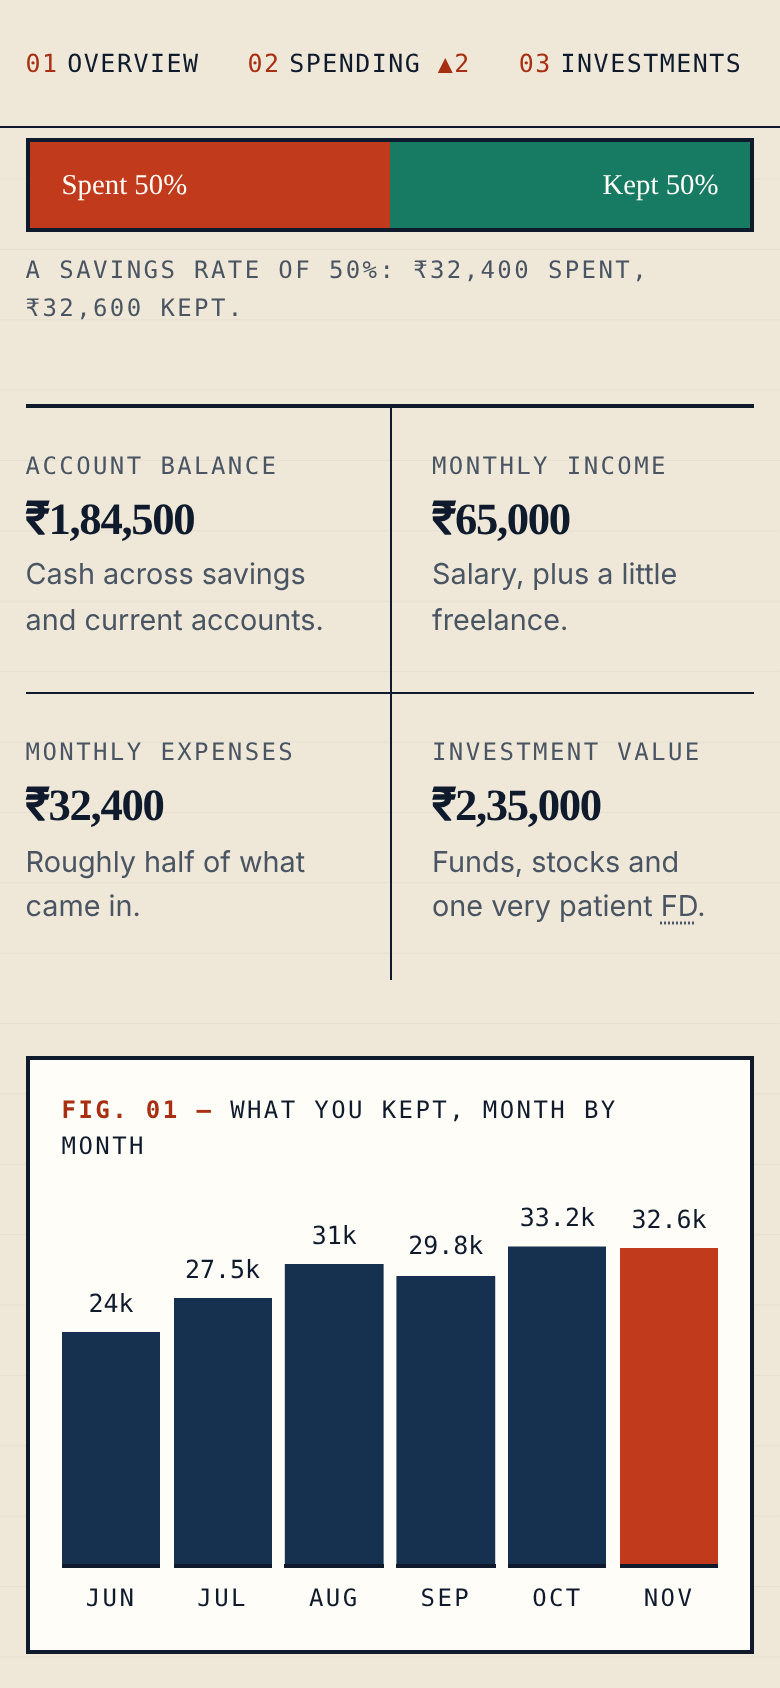 01 OVERVIEW 02 SPENDING ▲2 03 INVESTMENTS
Spent 50% Kept 50%
A SAVINGS RATE OF 50%: ₹32,400 SPENT,
₹32,600 KEPT.
ACCOUNT BALANCE
₹1,84,500
Cash across savings
and current accounts.
MONTHLY INCOME
₹65,000
Salary, plus a little
freelance.
MONTHLY EXPENSES
₹32,400
Roughly half of what
came in.
INVESTMENT VALUE
₹2,35,000
Funds, stocks and
one very patient FD.
FIG. 01 — WHAT YOU KEPT, MONTH BY
MONTH
24k 27.5k 31k 29.8k 33.2k 32.6k
JUN JUL AUG SEP OCT NOV